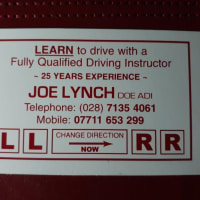 LEARN to drive with a
Fully Qualified Driving Instructor
~ 25 YEARS EXPERIENCE ~
JOE LYNCH DOE ADI
Telephone: (028) 7135 4061
Mobile: 07711 653 299
L L CHANGE DIRECTION R R
NOW